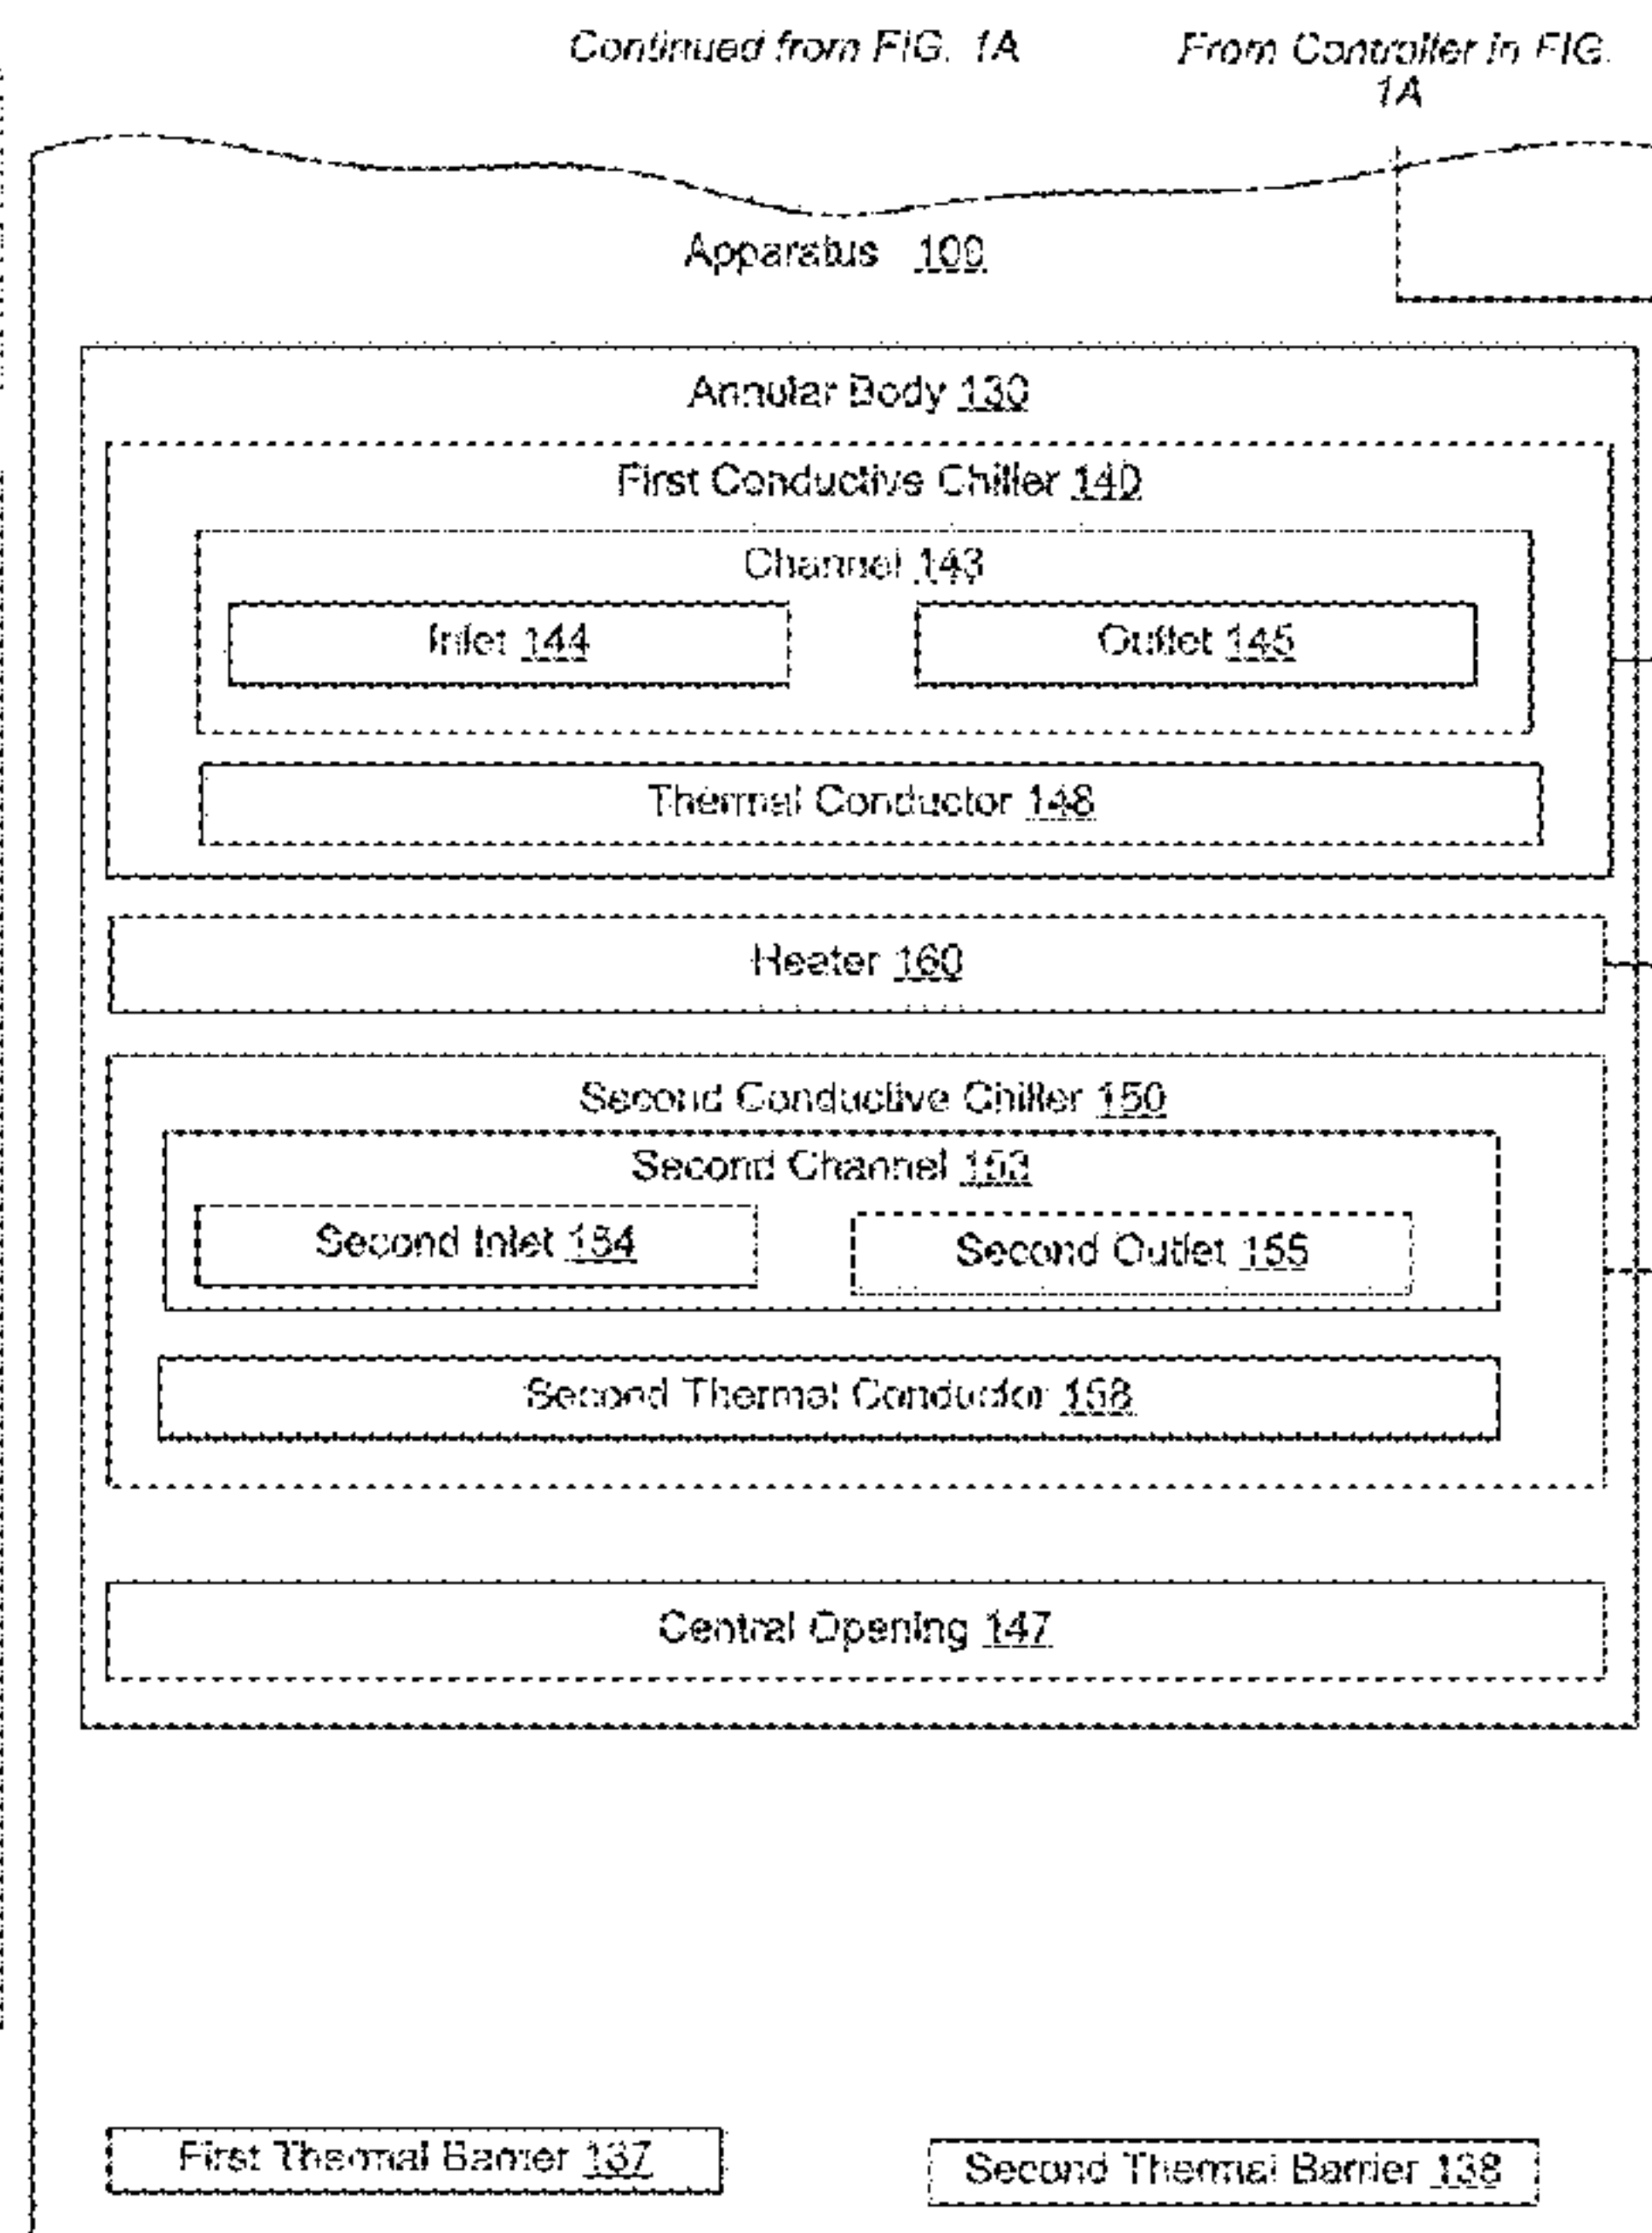 Continued from FIG. 1A
From Controller in FIG. 1A
Apparatus 100
Annular Body 130
First Conductive Chiller 140
Channel 143
Inlet 144
Outlet 145
Thermal Conductor 148
Heater 160
Second Conductive Chiller 150
Second Channel 153
Second Inlet 154
Second Outlet 155
Second Thermal Conductor 158
Central Opening 147
First Thermal Barrier 137
Second Thermal Barrier 138